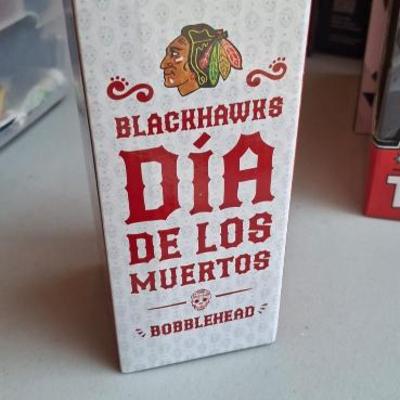 BLACKHAWKS
DÍA
DE LOS
MUERTOS
BOBBLEHEAD